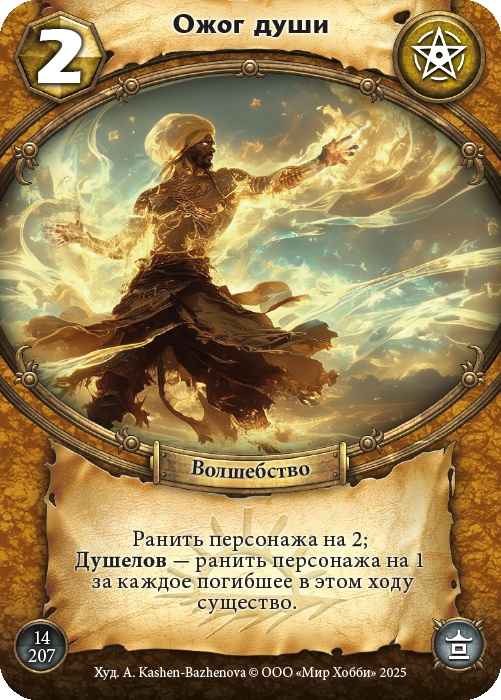 2
Ожог души
Волшебство
Ранить персонажа на 2;
Душелов — ранить персонажа на 1
за каждое погибшее в этом ходу
существо.
14
207
Худ. A. Kashen-Bazhenova © ООО «Мир Хобби» 2025